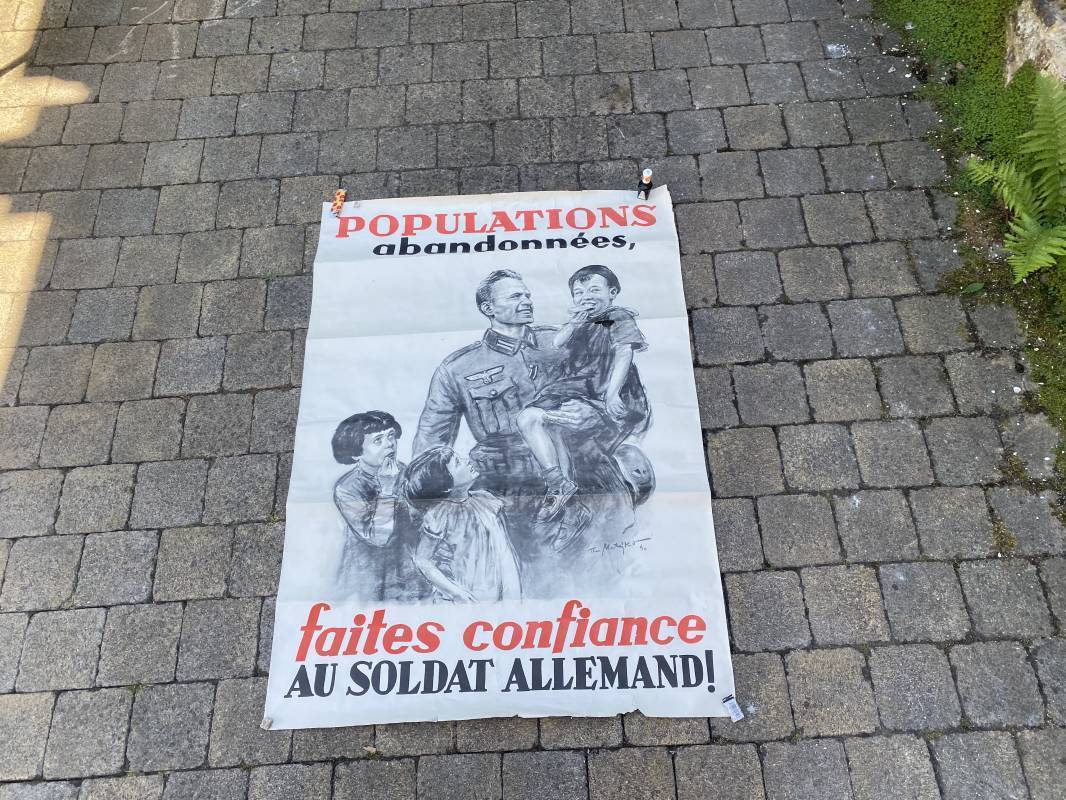 POPULATIONS
abandonnées,
faites confiance
AU SOLDAT ALLEMAND!